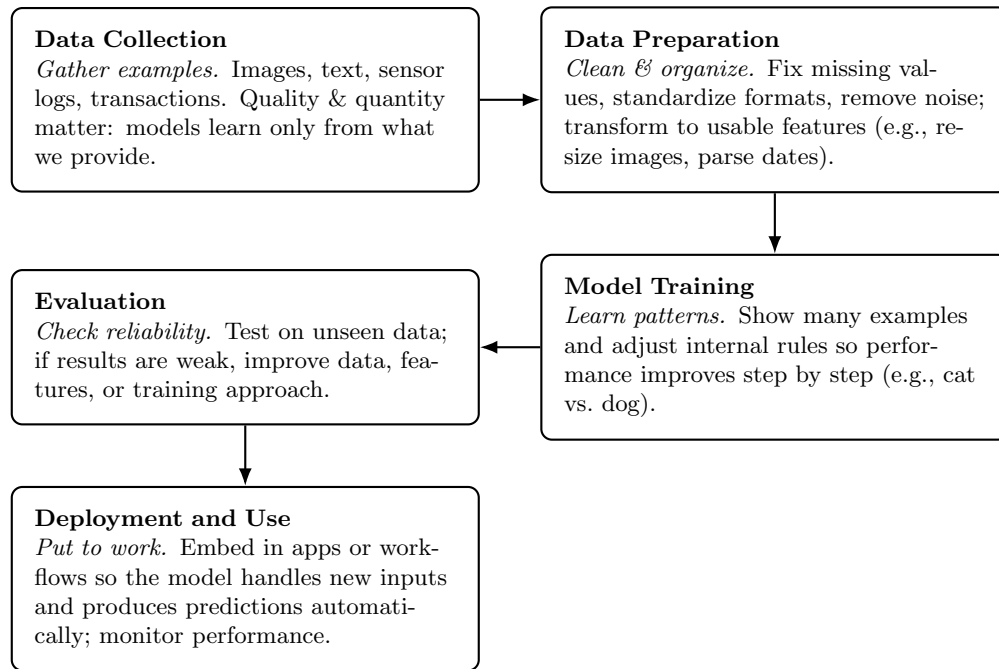 Data Collection
Gather examples. Images, text, sensor
logs, transactions. Quality & quantity
matter: models learn only from what
we provide.
Data Preparation
Clean & organize. Fix missing val-
ues, standardize formats, remove noise;
transform to usable features (e.g., re-
size images, parse dates).
Model Training
Learn patterns. Show many examples
and adjust internal rules so perfor-
mance improves step by step (e.g., cat
vs. dog).
Evaluation
Check reliability. Test on unseen data;
if results are weak, improve data, fea-
tures, or training approach.
Deployment and Use
Put to work. Embed in apps or work-
flows so the model handles new inputs
and produces predictions automati-
cally; monitor performance.